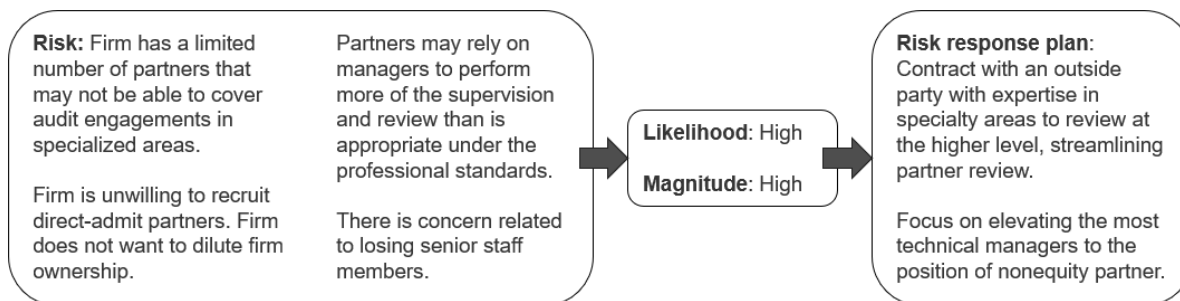 Risk: Firm has a limited
number of partners that
may not be able to cover
audit engagements in
specialized areas.
Firm is unwilling to recruit
direct-admit partners. Firm
does not want to dilute firm
ownership.
Partners may rely on
managers to perform
more of the supervision
and review than is
appropriate under the
professional standards.
There is concern related
to losing senior staff
members.
Likelihood: High
Magnitude: High
Risk response plan:
Contract with an outside
party with expertise in
specialty areas to review at
the higher level, streamlining
partner review.
Focus on elevating the most
technical managers to the
position of nonequity partner.